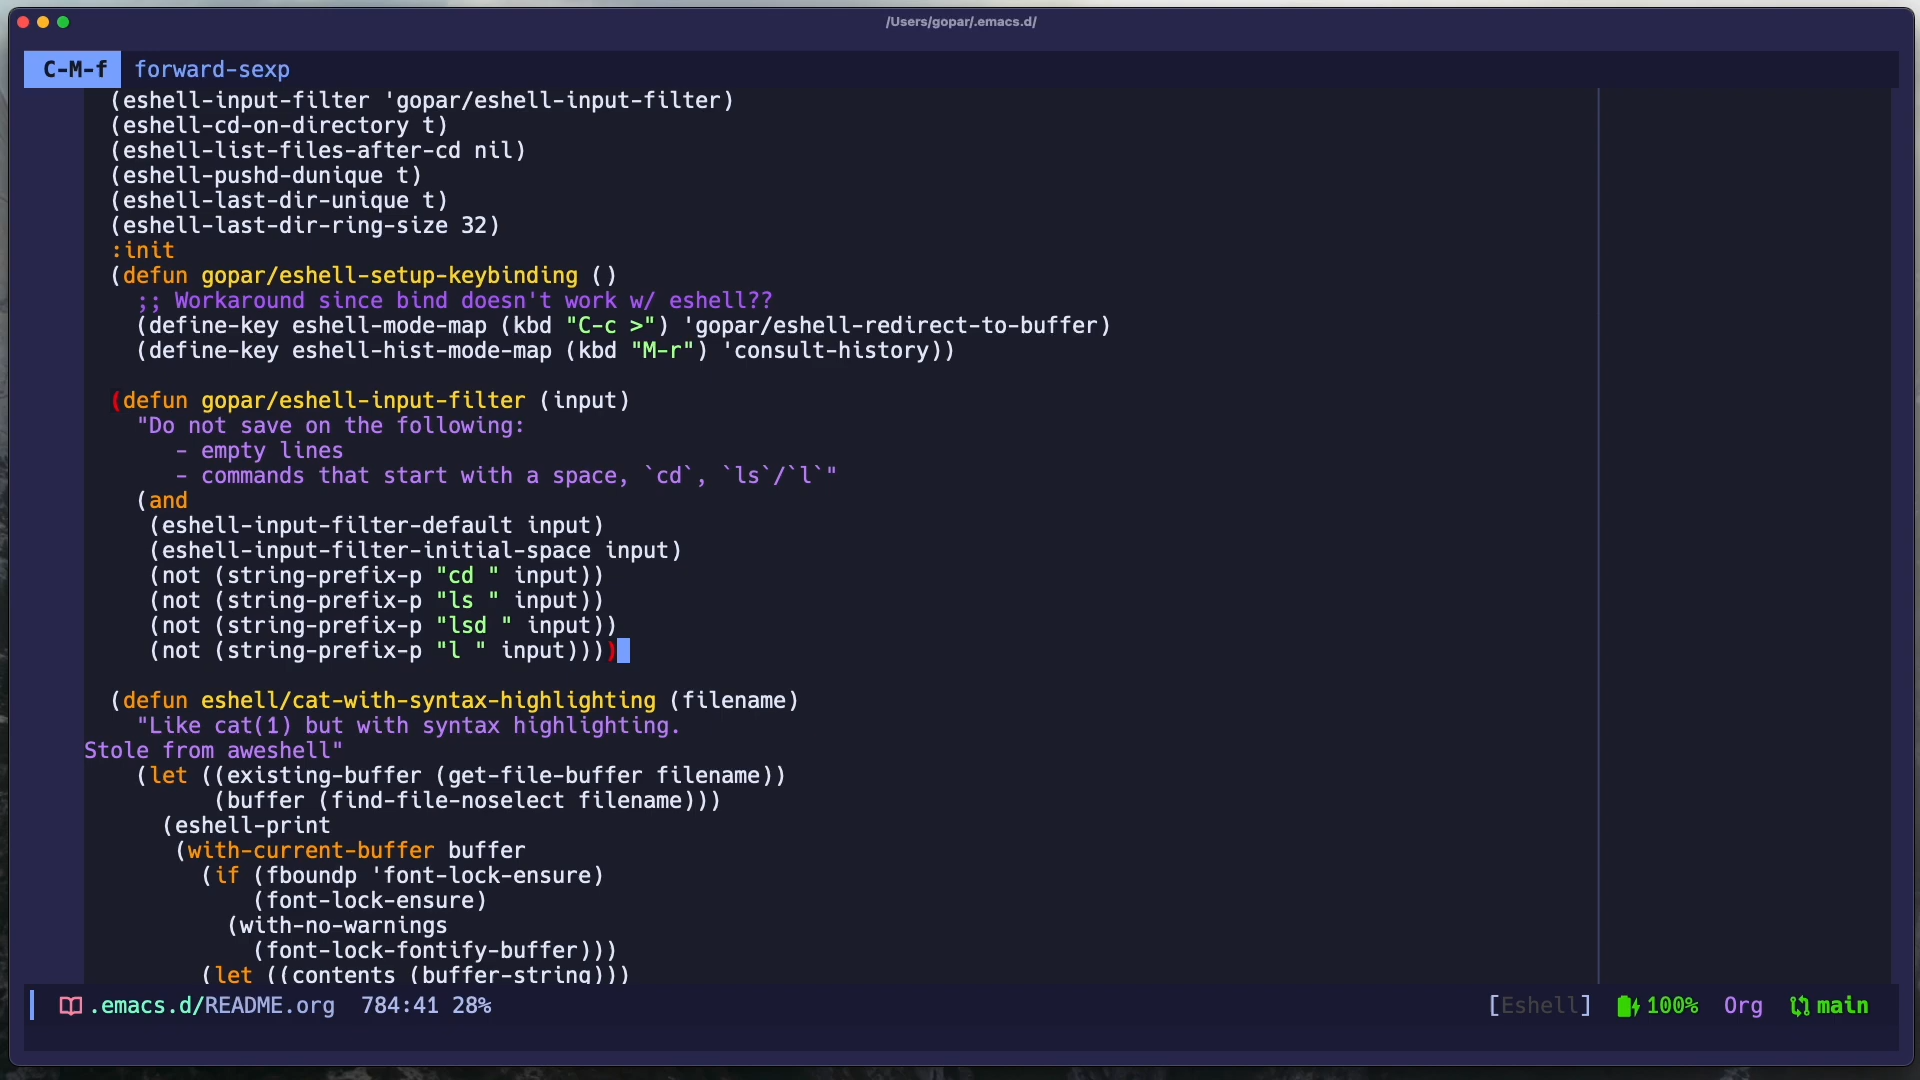 /Users/gopar/.emacs.d/
C-M-f forward-sexp
(eshell-input-filter 'gopar/eshell-input-filter)
(eshell-cd-on-directory t)
(eshell-list-files-after-cd nil)
(eshell-pushd-dunique t)
(eshell-last-dir-unique t)
(eshell-last-dir-ring-size 32)
:init
(defun gopar/eshell-setup-keybinding ()
  ;; Workaround since bind doesn't work w/ eshell??
  (define-key eshell-mode-map (kbd "C-c >") 'gopar/eshell-redirect-to-buffer)
  (define-key eshell-hist-mode-map (kbd "M-r") 'consult-history))
(defun gopar/eshell-input-filter (input)
  "Do not save on the following:
     - empty lines
     - commands that start with a space, `cd`, `ls`/`l`"
  (and
   (eshell-input-filter-default input)
   (eshell-input-filter-initial-space input)
   (not (string-prefix-p "cd " input))
   (not (string-prefix-p "ls " input))
   (not (string-prefix-p "lsd " input))
   (not (string-prefix-p "l " input))))
(defun eshell/cat-with-syntax-highlighting (filename)
  "Like cat(1) but with syntax highlighting.
Stole from aweshell"
  (let ((existing-buffer (get-file-buffer filename))
        (buffer (find-file-noselect filename)))
    (eshell-print
     (with-current-buffer buffer
       (if (fboundp 'font-lock-ensure)
           (font-lock-ensure)
         (with-no-warnings
           (font-lock-fontify-buffer)))
       (let ((contents (buffer-string)))
.emacs.d/README.org 784:41 28% [Eshell] 100% Org main